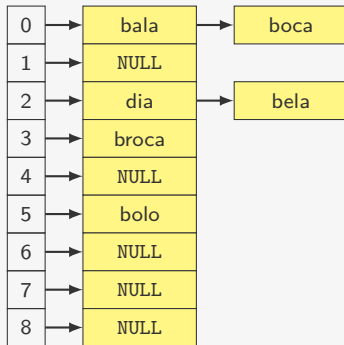 0 bala boca
1 NULL
2 dia bela
3 broca
4 NULL
5 bolo
6 NULL
7 NULL
8 NULL